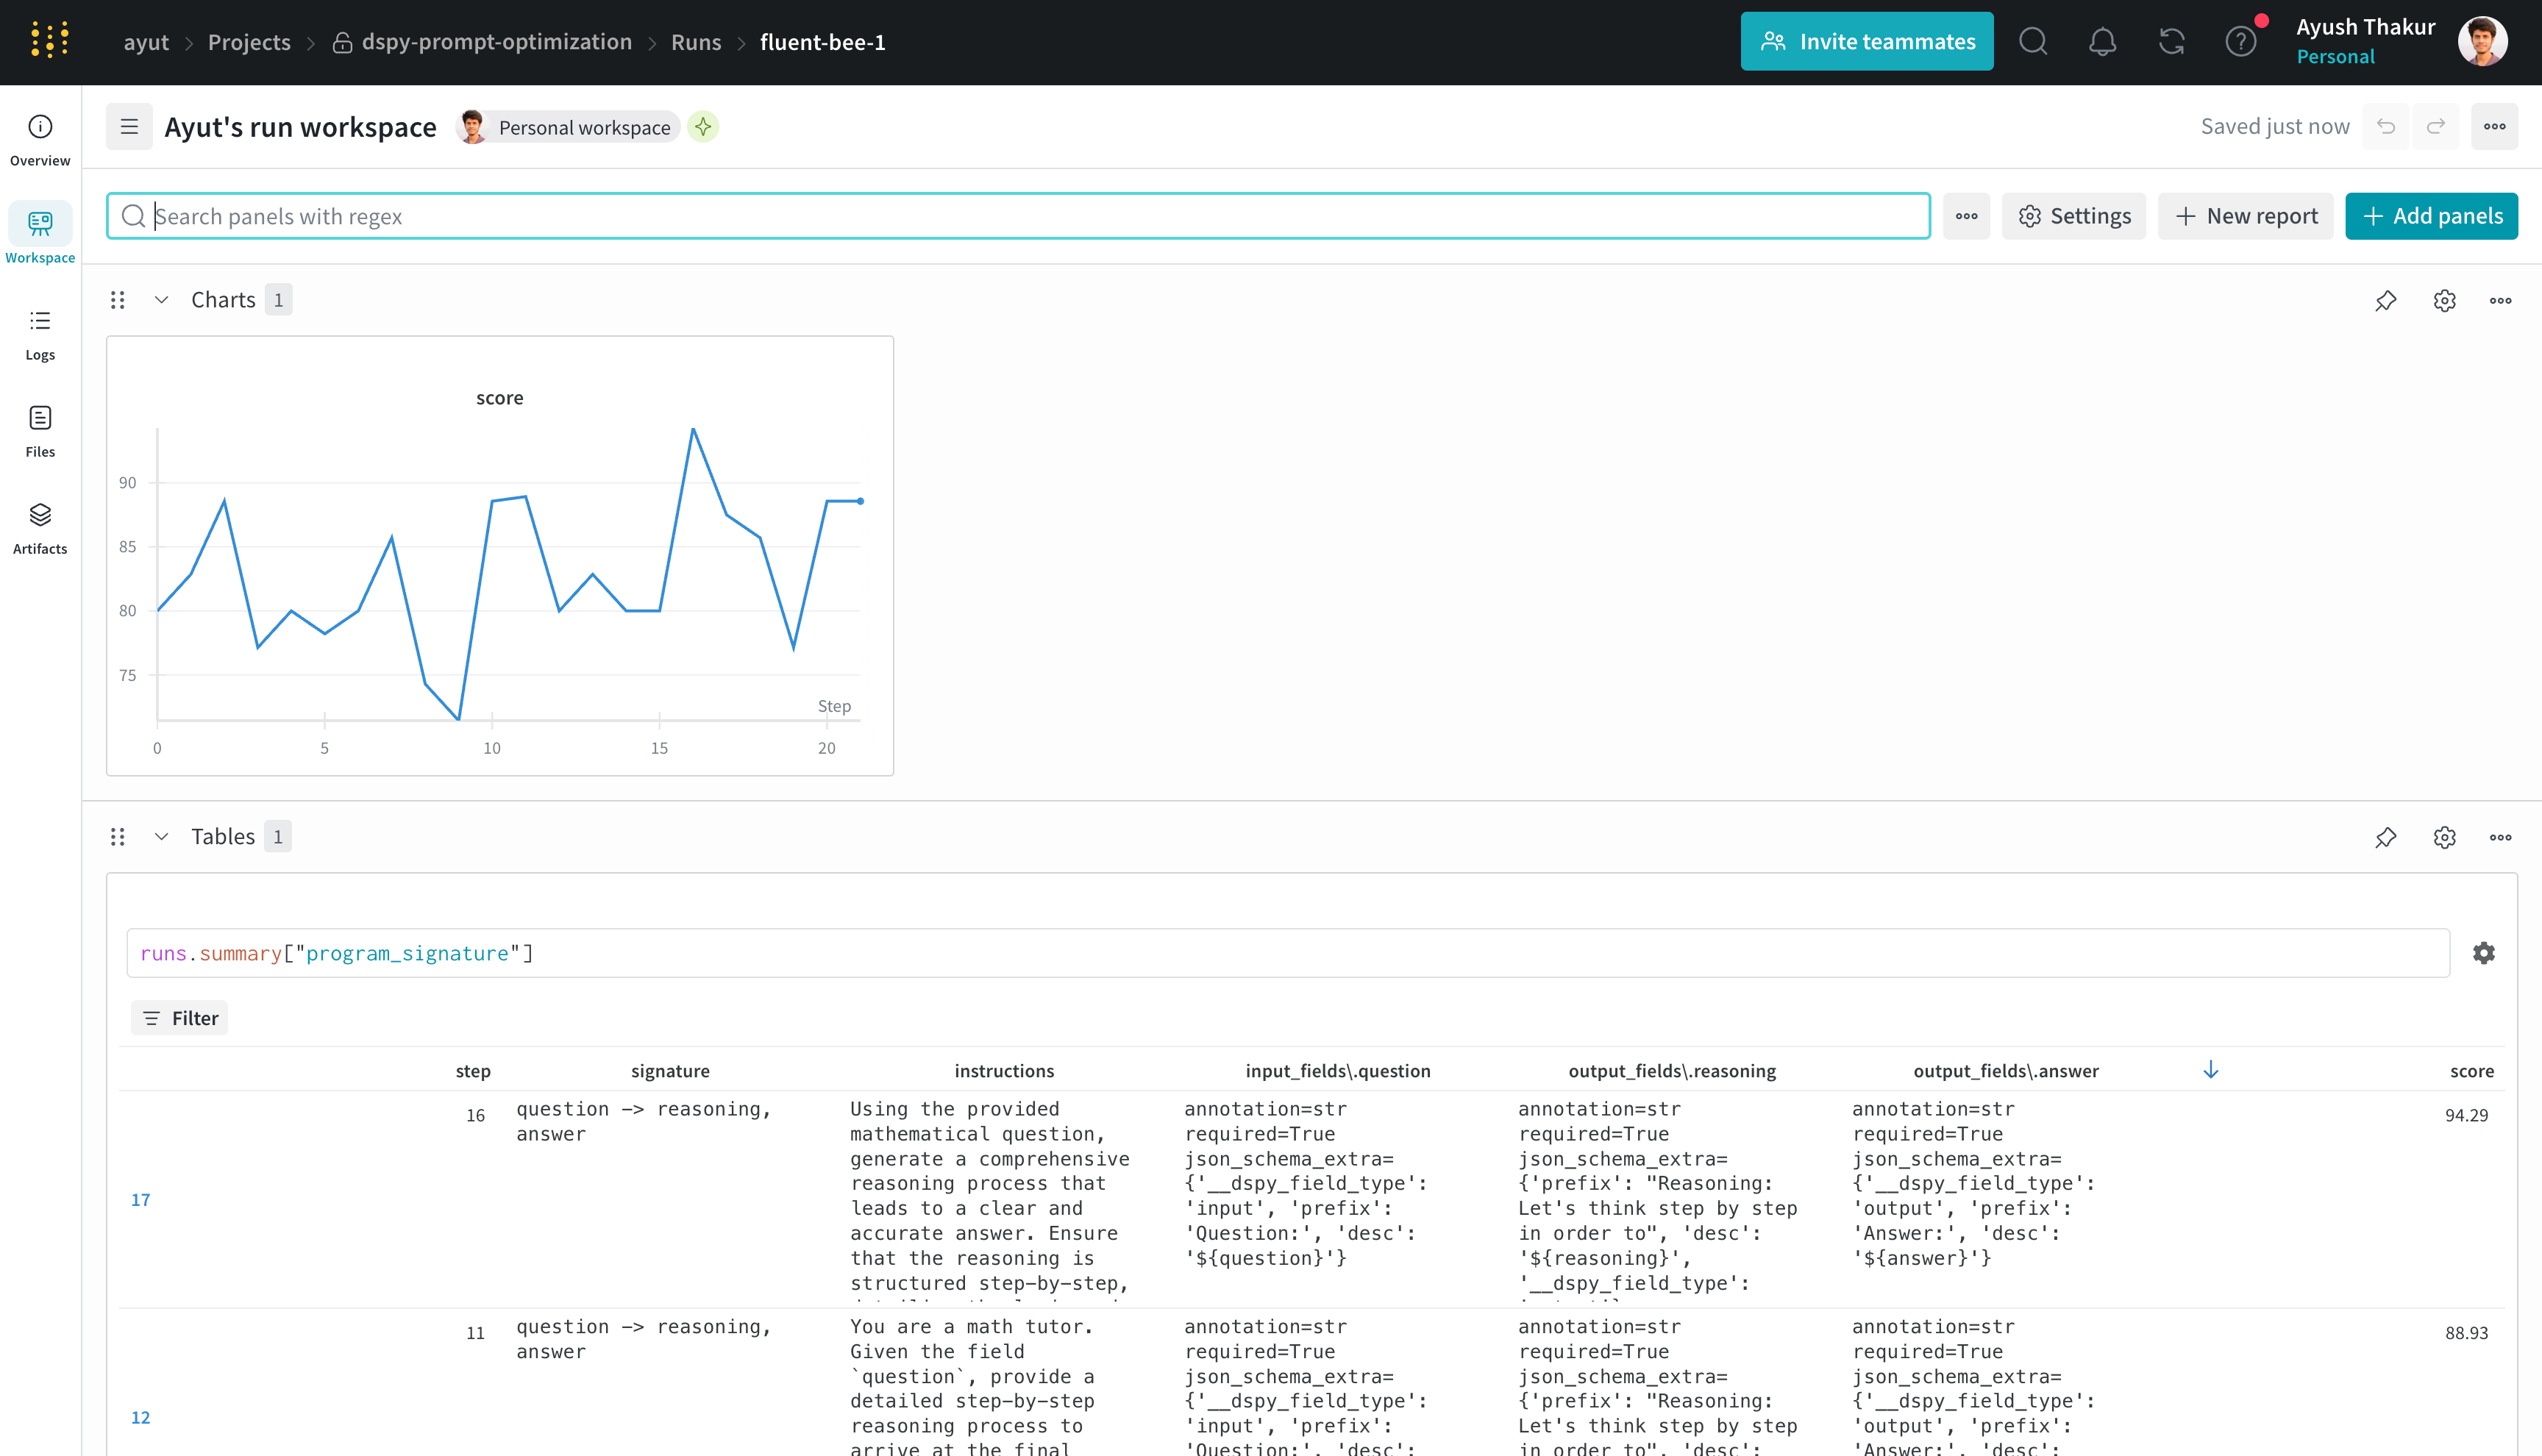 ayut > Projects > dspy-prompt-optimization > Runs > fluent-bee-1
Invite teammates
Ayush Thakur
Personal
Overview
Workspace
Logs
Files
Artifacts
Ayut's run workspace
Personal workspace
Saved just now
Search panels with regex
Settings
New report
Add panels
Charts 1
score
90
85
80
75
Step
0 5 10 15 20
Tables 1
runs.summary["program_signature"]
Filter
step signature instructions input_fields\.question output_fields\.reasoning output_fields\.answer score
17
16
question -> reasoning,
answer
Using the provided
mathematical question,
generate a comprehensive
reasoning process that
leads to a clear and
accurate answer. Ensure
that the reasoning is
structured step-by-step,
annotation=str
required=True
json_schema_extra=
{'__dspy_field_type':
'input', 'prefix':
'Question:', 'desc':
'${question}'}
annotation=str
required=True
json_schema_extra=
{'prefix': "Reasoning:
Let's think step by step
in order to", 'desc':
'${reasoning}',
'__dspy_field_type':
annotation=str
required=True
json_schema_extra=
{'__dspy_field_type':
'output', 'prefix':
'Answer:', 'desc':
'${answer}'}
94.29
12
11
question -> reasoning,
answer
You are a math tutor.
Given the field
`question`, provide a
detailed step-by-step
reasoning process to
arrive at the final
annotation=str
required=True
json_schema_extra=
{'__dspy_field_type':
'input', 'prefix':
'Question:', 'desc':
annotation=str
required=True
json_schema_extra=
{'prefix': "Reasoning:
Let's think step by step
in order to", 'desc':
annotation=str
required=True
json_schema_extra=
{'__dspy_field_type':
'output', 'prefix':
'Answer:', 'desc':
88.93